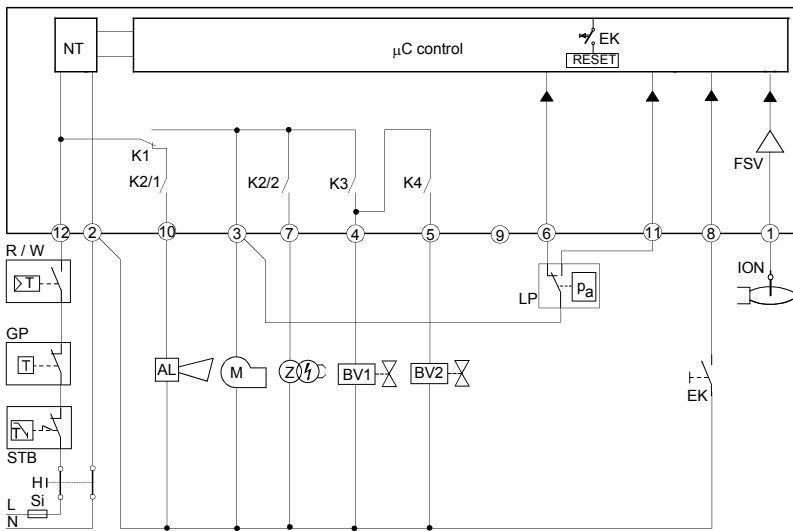 NT
µC control
EK
RESET
K1
FSV
K2/1
K2/2
K3
K4
12
2
10
3
7
4
5
9
6
11
8
1
R / W
T
LP
pa
ION
GP
T
AL
M
Z
BV1
BV2
EK
T
STB
H
Si
L
N